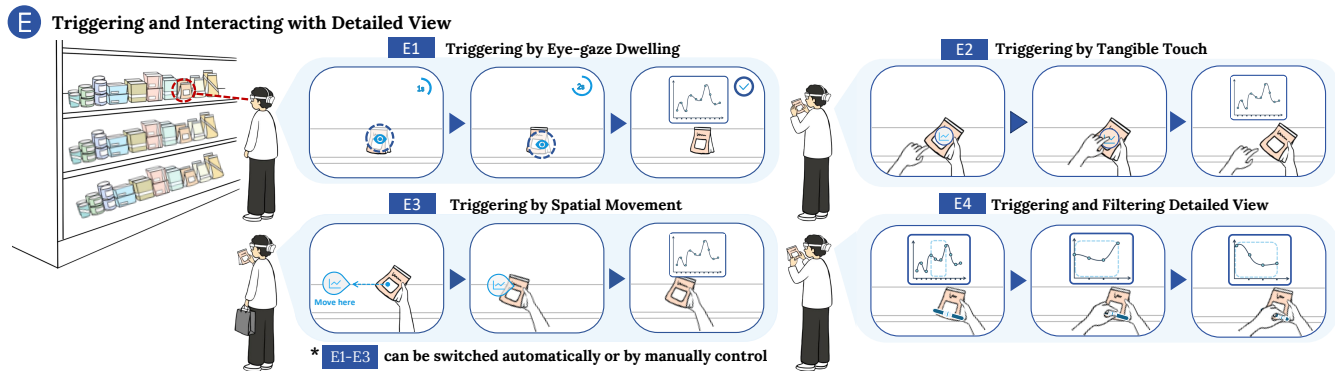 E Triggering and Interacting with Detailed View
E1 Triggering by Eye-gaze Dwelling
1s
2s
E2 Triggering by Tangible Touch
E3 Triggering by Spatial Movement
Move here
E4 Triggering and Filtering Detailed View
* E1-E3 can be switched automatically or by manually control